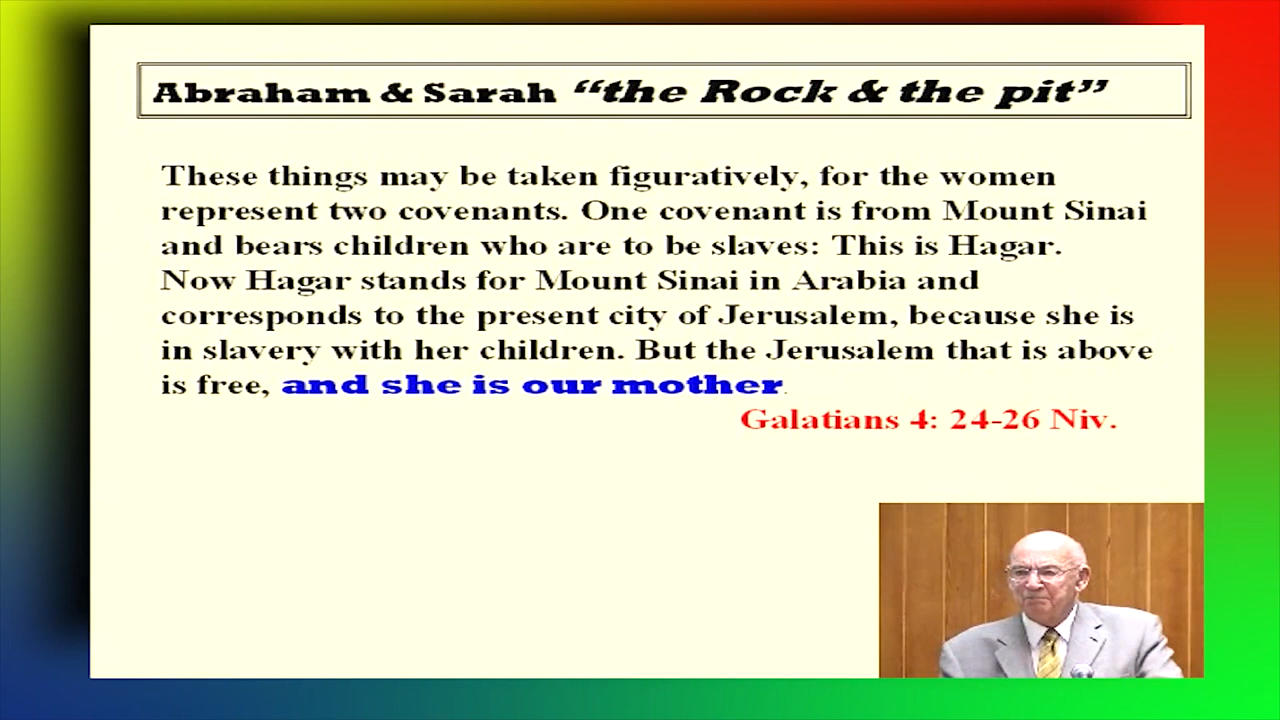 Abraham & Sarah “the Rock & the pit”
These things may be taken figuratively, for the women
represent two covenants. One covenant is from Mount Sinai
and bears children who are to be slaves: This is Hagar.
Now Hagar stands for Mount Sinai in Arabia and
corresponds to the present city of Jerusalem, because she is
in slavery with her children. But the Jerusalem that is above
is free, and she is our mother.
Galatians 4: 24-26 Niv.